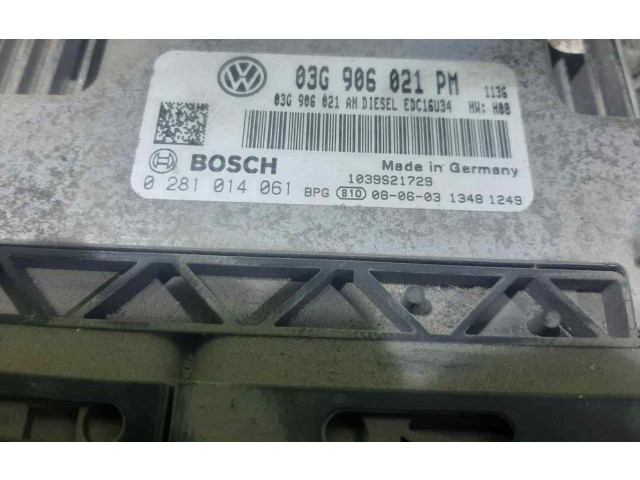 03G 906 021 PM 1136
03G 906 021 AN DIESEL EDC16U34 HW: H08
BOSCH Made in Germany
1039S21729
0 281 014 061 BPG 810 08-06-03 1348 1249